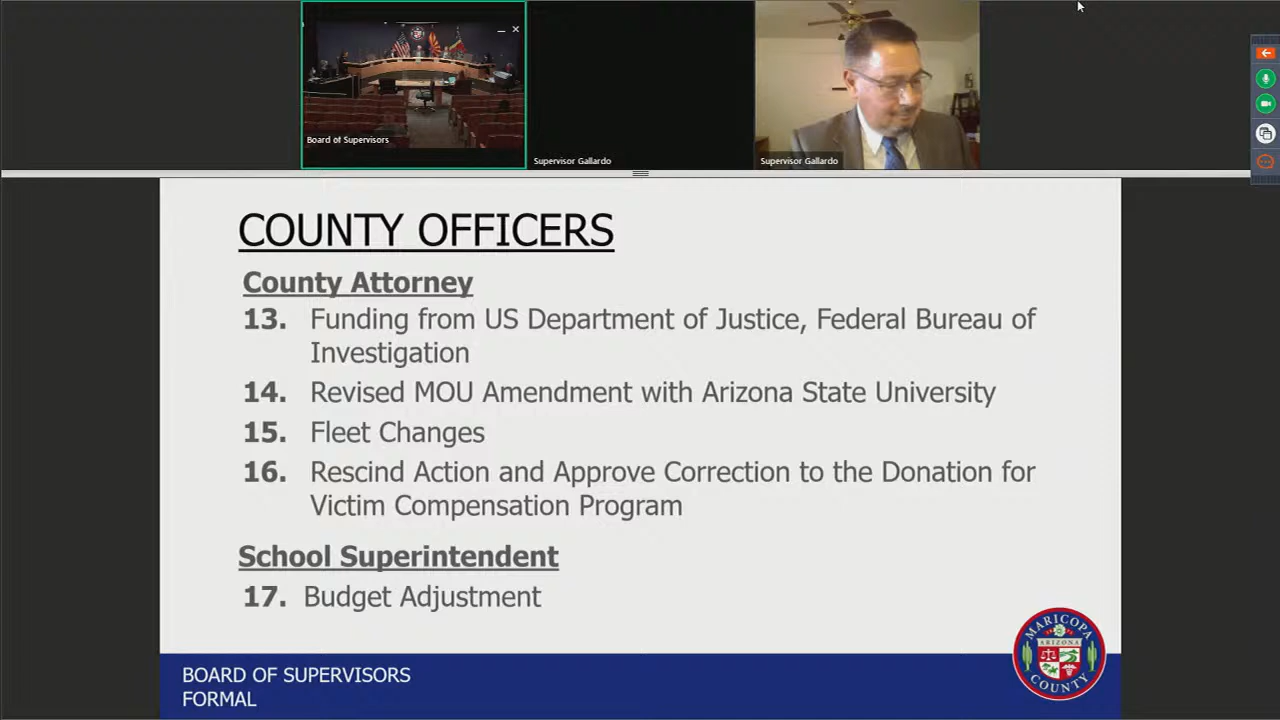 Board of Supervisors
Supervisor Gallardo
Supervisor Gallardo
COUNTY OFFICERS
County Attorney
13. Funding from US Department of Justice, Federal Bureau of
Investigation
14. Revised MOU Amendment with Arizona State University
15. Fleet Changes
16. Rescind Action and Approve Correction to the Donation for
Victim Compensation Program
School Superintendent
17. Budget Adjustment
BOARD OF SUPERVISORS
FORMAL
MARICOPA
ARIZONA
COUNTY